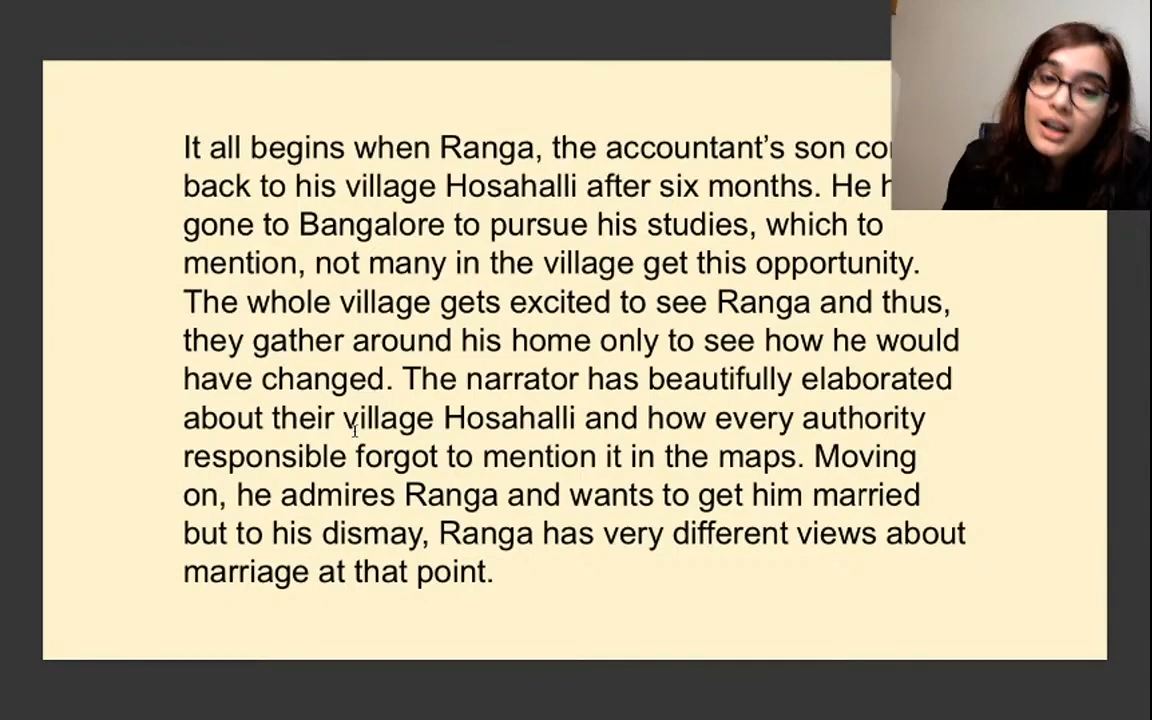 It all begins when Ranga, the accountant’s son
back to his village Hosahalli after six months. He
gone to Bangalore to pursue his studies, which to
mention, not many in the village get this opportunity.
The whole village gets excited to see Ranga and thus,
they gather around his home only to see how he would
have changed. The narrator has beautifully elaborated
about their village Hosahalli and how every authority
responsible forgot to mention it in the maps. Moving
on, he admires Ranga and wants to get him married
but to his dismay, Ranga has very different views about
marriage at that point.